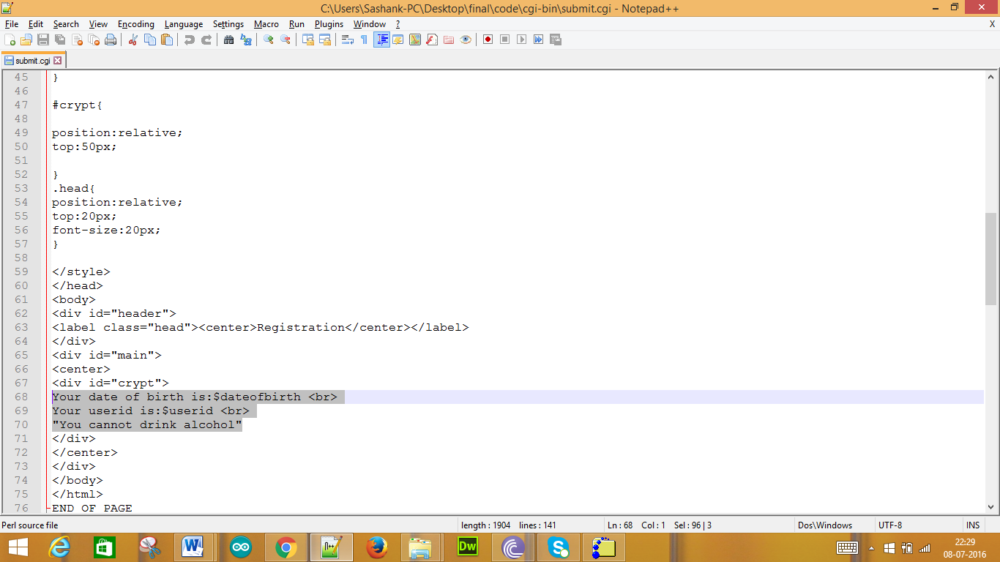 C:\Users\Sashank-PC\Desktop\final\code\cgi-bin\submit.cgi - Notepad++
File Edit Search View Encoding Language Settings Macro Run Plugins Window ? X
submit.cgi
45 }
46
47 #crypt{
48
49 position:relative;
50 top:50px;
51
52 }
53 .head{
54 position:relative;
55 top:20px;
56 font-size:20px;
57 }
58
59 </style>
60 </head>
61 <body>
62 <div id="header">
63 <label class="head"><center>Registration</center></label>
64 </div>
65 <div id="main">
66 <center>
67 <div id="crypt">
68 Your date of birth is:$dateofbirth <br>
69 Your userid is:$userid <br>
70 "You cannot drink alcohol"
71 </div>
72 </center>
73 </div>
74 </body>
75 </html>
76 END OF PAGE
Perl source file length : 1904 lines : 141 Ln : 68 Col : 1 Sel : 96 | 3 Dos\Windows UTF-8 INS
Dw
22:29
08-07-2016